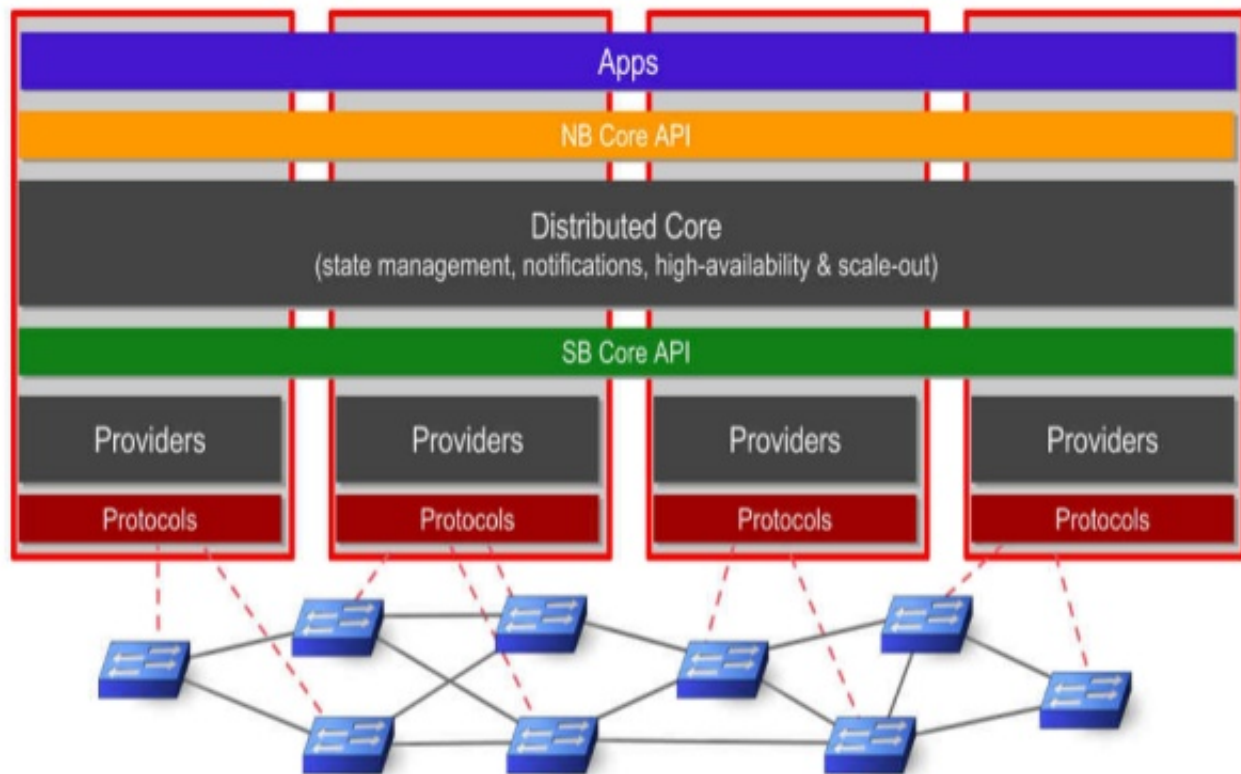 Apps
NB Core API
Distributed Core
(state management, notifications, high-availability & scale-out)
SB Core API
Providers
Providers
Providers
Providers
Protocols
Protocols
Protocols
Protocols